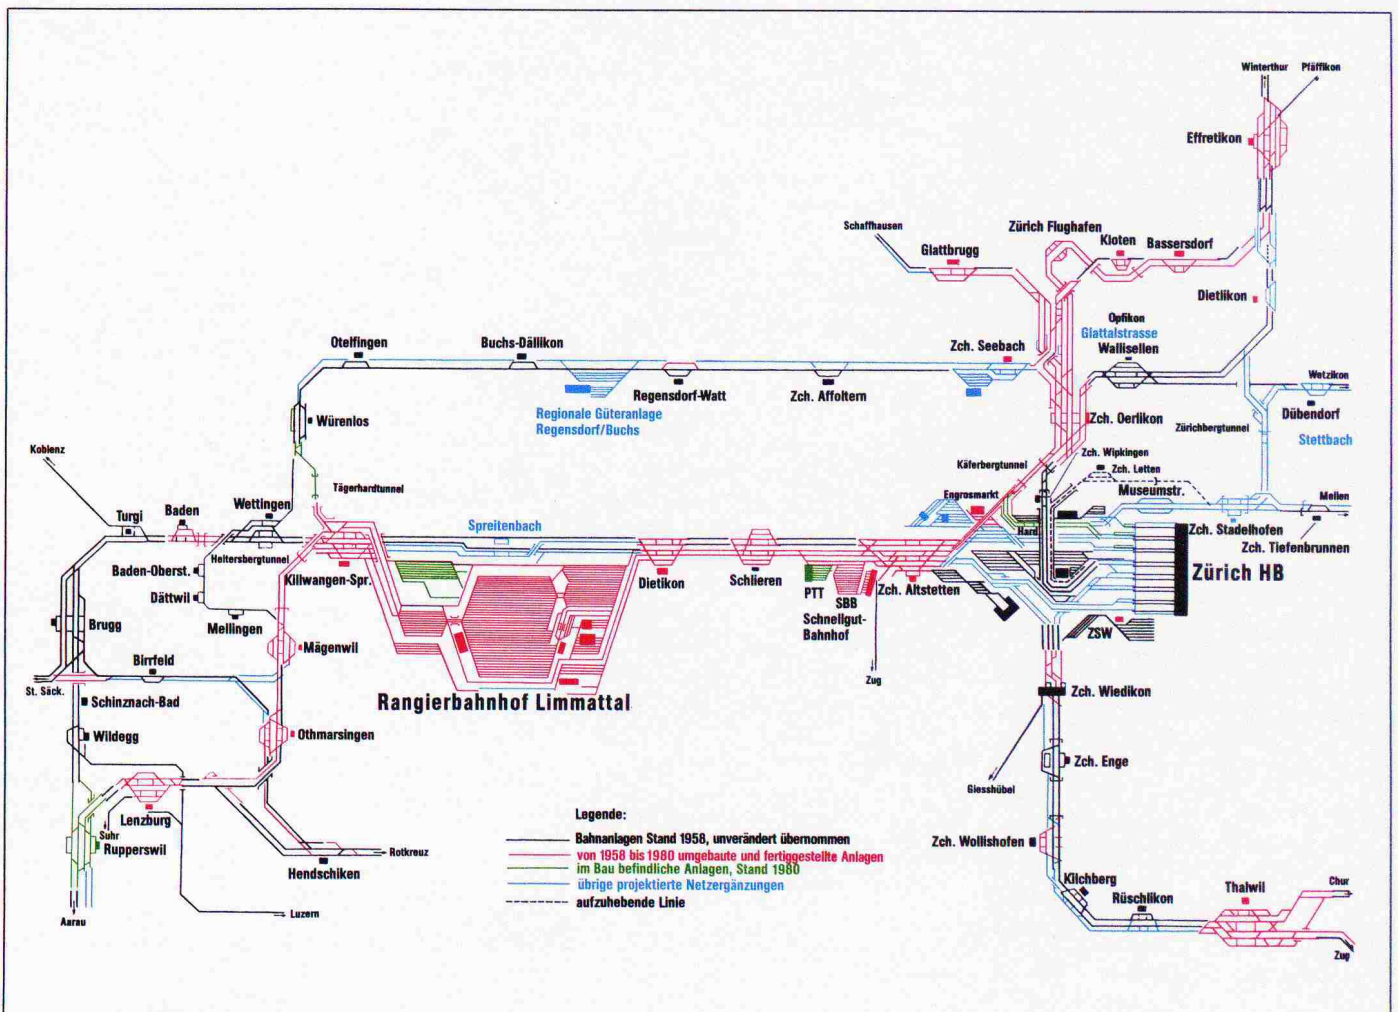 Winterthur
Pfäffikon
Effretikon
Schaffhausen
Zürich Flughafen
Glattbrugg
Kloten
Bassersdorf
Dietlikon
Opfikon
Glattalstrasse
Wallisellen
Otelfingen
Buchs-Dällikon
Zch. Seebach
Wetzikon
Regensdorf-Watt
Zch. Affoltern
Regionale Güteranlage
Regensdorf/Buchs
Dübendorf
Würenlos
Zch. Oerlikon
Zürichbergtunnel
Stettbach
Koblenz
Zch. Wipkingen
Käferbergtunnel
Zch. Letten
Tägerhardtunnel
Museumstr.
Engrosmarkt
Meilen
Wettingen
Baden
Turgi
Spreitenbach
Hard
Zch. Stadelhofen
Zch. Tiefenbrunnen
Heitersbergtunnel
Baden-Oberst.
Killwangen-Spr.
Dietikon
Schlieren
Zch. Altstetten
Zürich HB
Dättwil
PTT
SBB
Schnellgut-
Bahnhof
Mellingen
Brugg
ZSW
Mägenwil
Birrfeld
Zug
St. Säck.
Schinznach-Bad
Rangierbahnhof Limmattal
Zch. Wiedikon
Wildegg
Othmarsingen
Zch. Enge
Giesshübel
Lenzburg
Suhr
Rupperswil
Rotkreuz
Hendschiken
Legende:
Bahnanlagen Stand 1958, unverändert übernommen
von 1958 bis 1980 umgebaute und fertiggestellte Anlagen
im Bau befindliche Anlagen, Stand 1980
übrige projektierte Netzergänzungen
aufzuhebende Linie
Zch. Wollishofen
Kilchberg
Rüschlikon
Thalwil
Chur
Aarau
Luzern
Zug